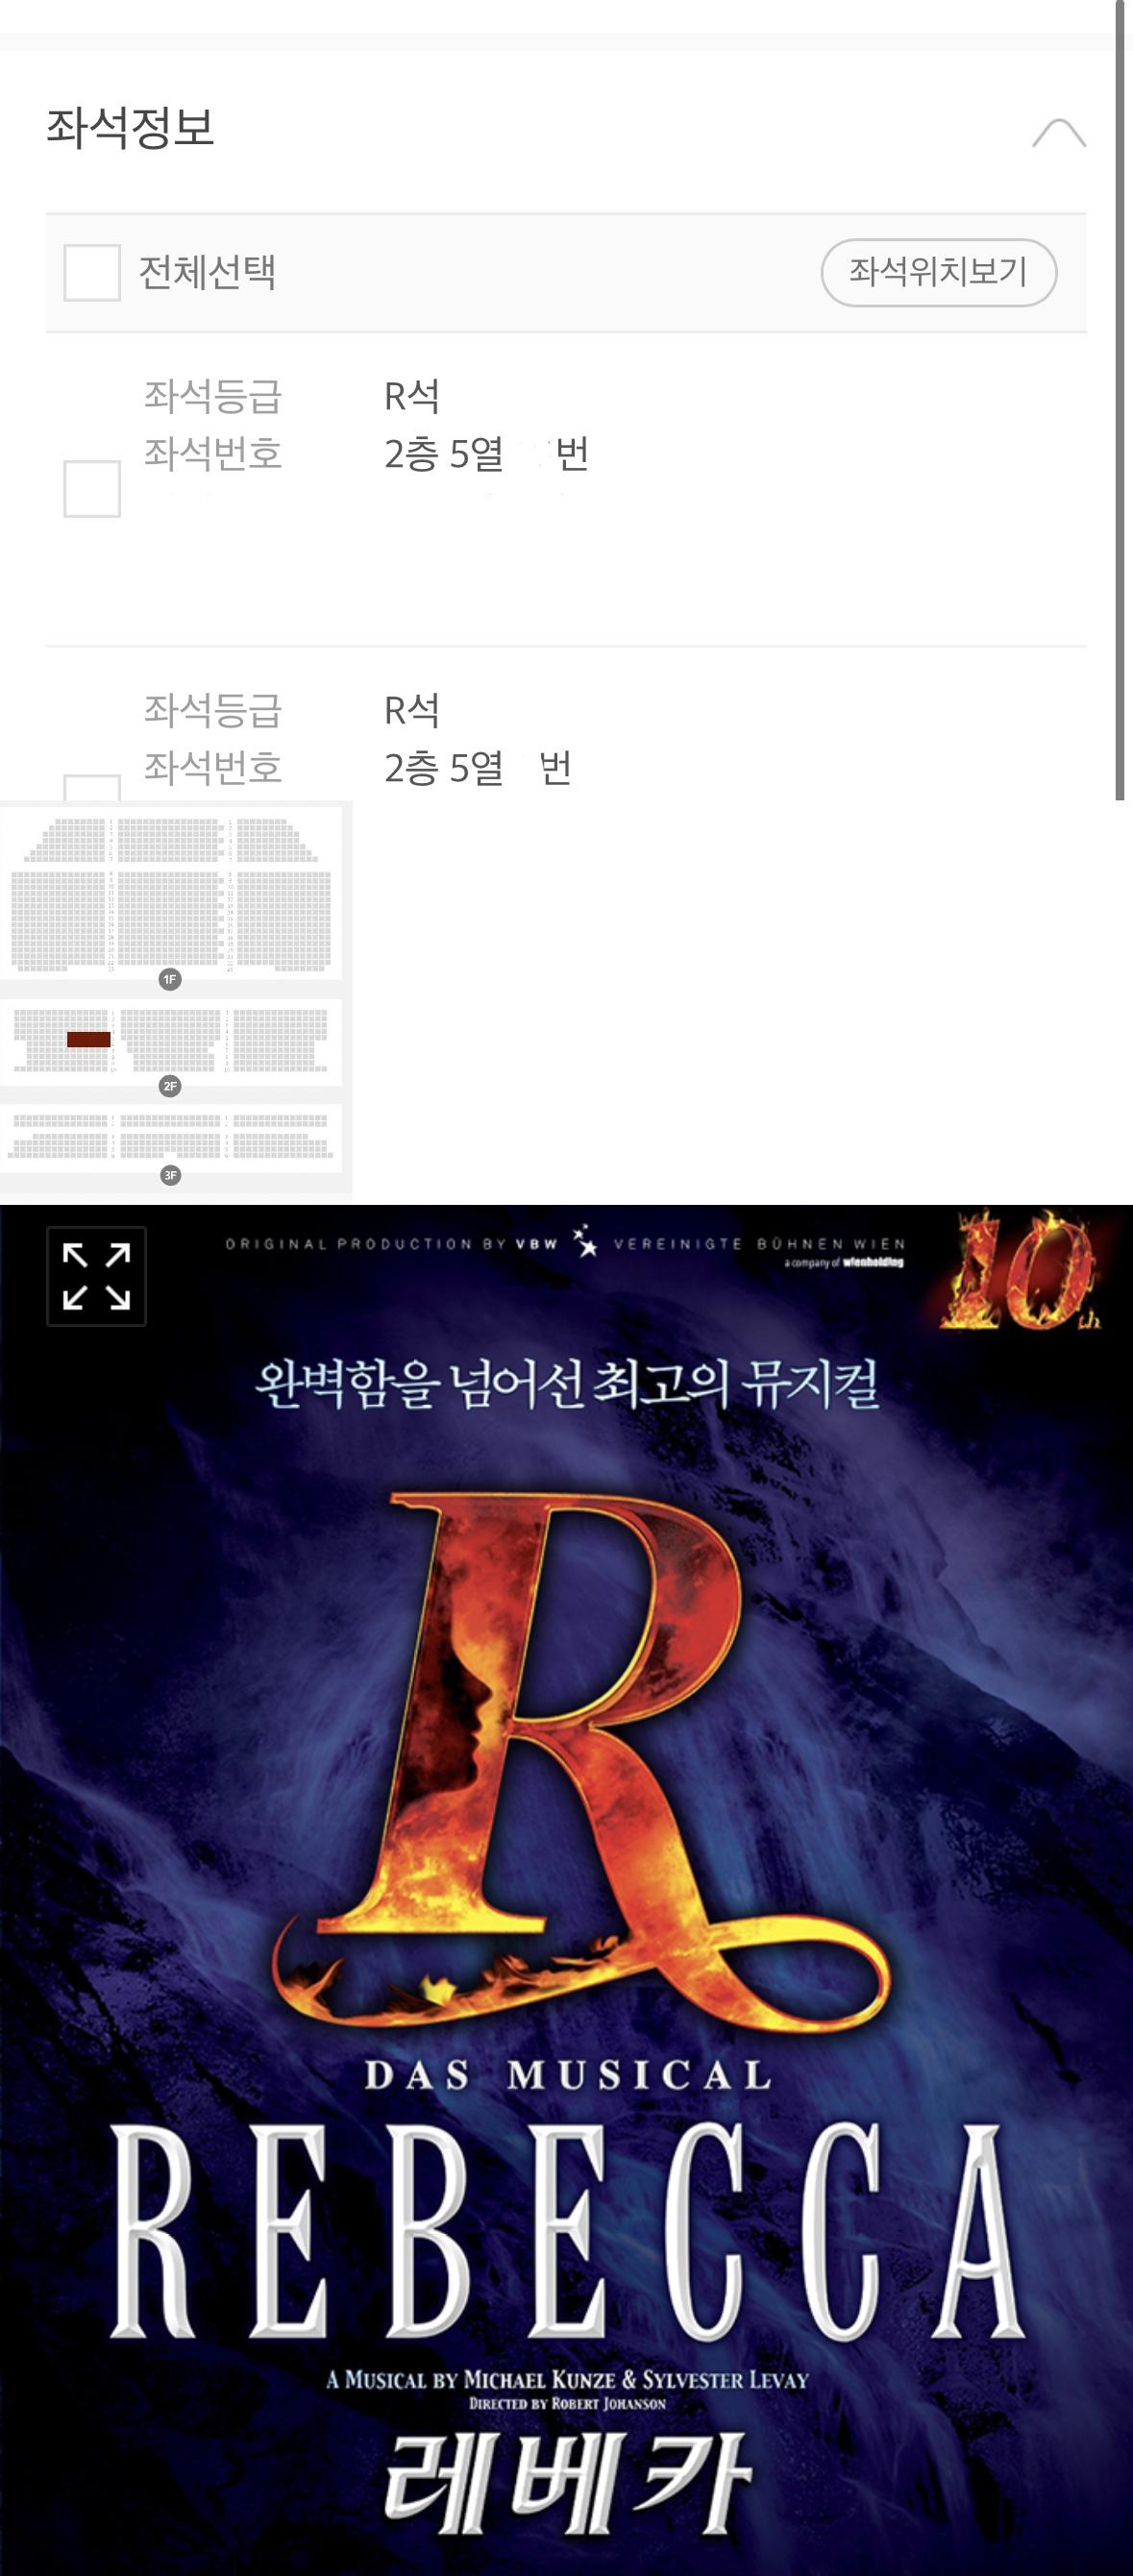 좌석정보
전체선택
좌석위치보기
좌석등급 R석
좌석번호 2층 5열 번
좌석등급 R석
좌석번호 2층 5열 번
1F
2F
3F
ORIGINAL PRODUCTION BY VBW VEREINIGTE BÜHNEN WIEN
a company of wienholding
10th
완벽함을 넘어선 최고의 뮤지컬
R
DAS MUSICAL
REBECCA
A MUSICAL BY MICHAEL KUNZE & SYLVESTER LEVAY
DIRECTED BY ROBERT JOHANSON
레베카